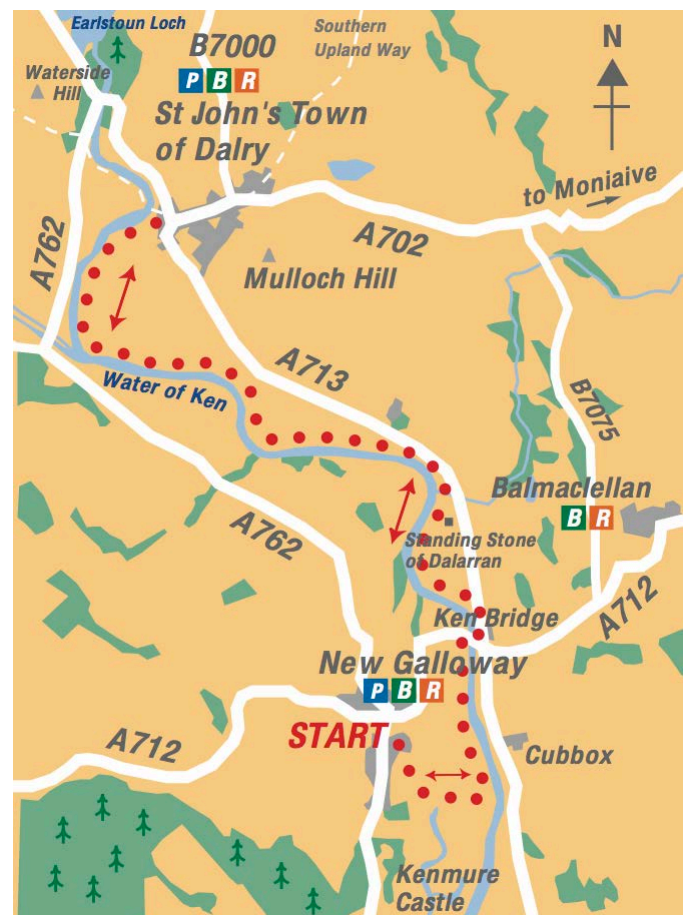 Earlstoun Loch
Southern
Upland Way
B7000
N
Waterside
Hill
P B R
St John's Town
of Dalry
to Moniaive
A762
A702
Mulloch Hill
A713
Water of Ken
B7075
Balmaclellan
B R
A762
Standing Stone
of Dalarran
Ken Bridge
A712
New Galloway
P B R
START
A712
Cubbox
Kenmure
Castle